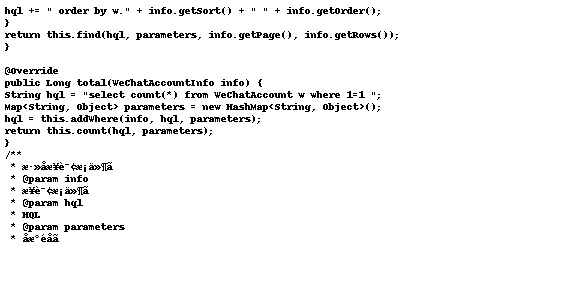 hql += " order by w." + info.getSort() + " " + info.getOrder();
}
return this.find(hql, parameters, info.getPage(), info.getRows());
}

@Override
public Long total(WeChatAccountInfo info) {
String hql = "select count(*) from WeChatAccount w where 1=1 ";
Map<String, Object> parameters = new HashMap<String, Object>();
hql = this.addWhere(info, hql, parameters);
return this.count(hql, parameters);
}
/**
* æ·»åæ¥è¯¢æ¡ä»¶ã
* @param info
* æ¥è¯¢æ¡ä»¶ã
* @param hql
* HQL
* @param parameters
* åæ°éåã